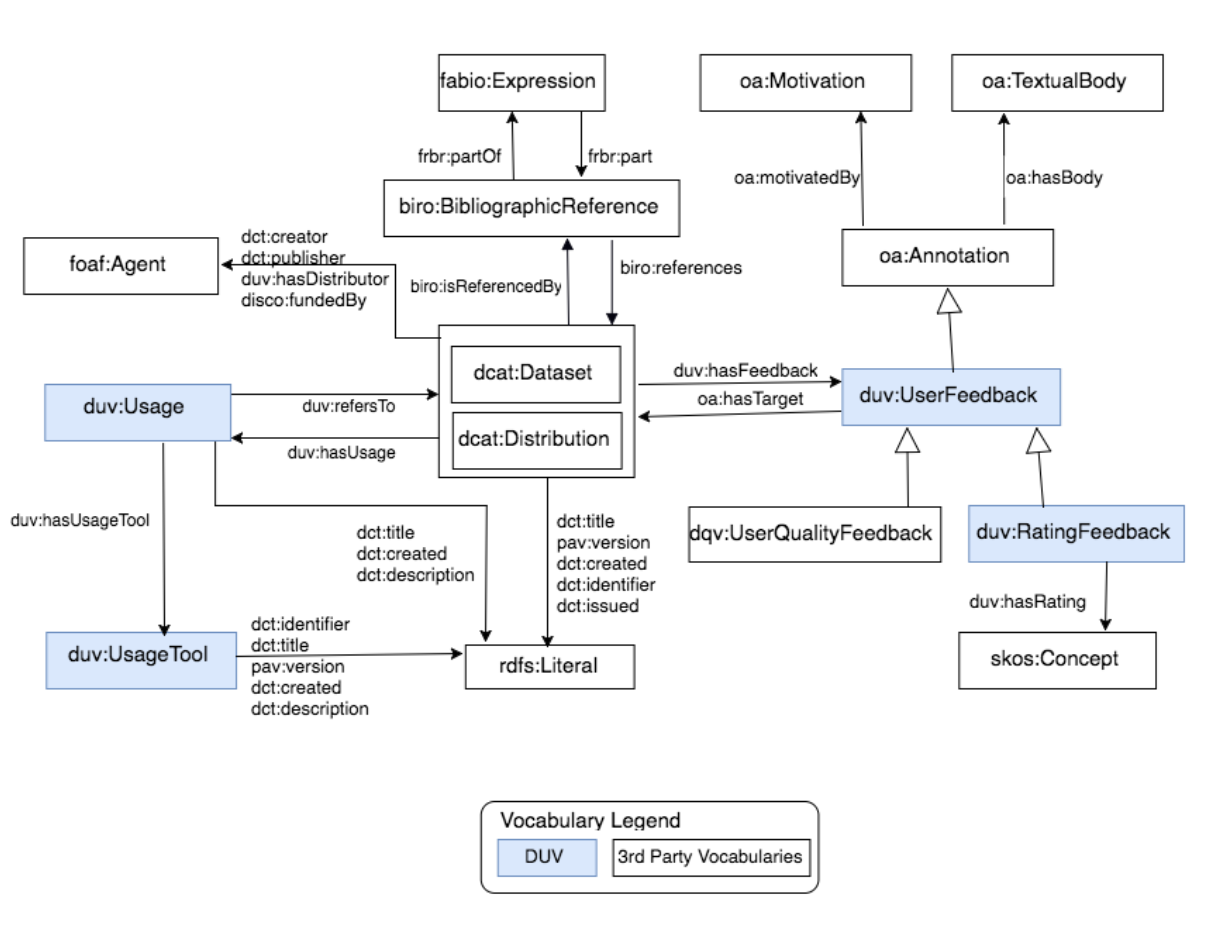 fabio:Expression
oa:Motivation
oa:TextualBody
frbr:partOf
frbr:part
oa:motivatedBy
oa:hasBody
biro:BibliographicReference
foaf:Agent
dct:creator
dct:publisher
duv:hasDistributor
disco:fundedBy
biro:isReferencedBy
biro:references
oa:Annotation
dcat:Dataset
dcat:Distribution
duv:hasFeedback
oa:hasTarget
duv:UserFeedback
duv:Usage
duv:refersTo
duv:hasUsage
duv:hasUsageTool
dct:title
dct:created
dct:description
dct:title
pav:version
dct:created
dct:identifier
dct:issued
dqv:UserQualityFeedback
duv:RatingFeedback
duv:hasRating
duv:UsageTool
dct:identifier
dct:title
pav:version
dct:created
dct:description
rdfs:Literal
skos:Concept
Vocabulary Legend
DUV
3rd Party Vocabularies